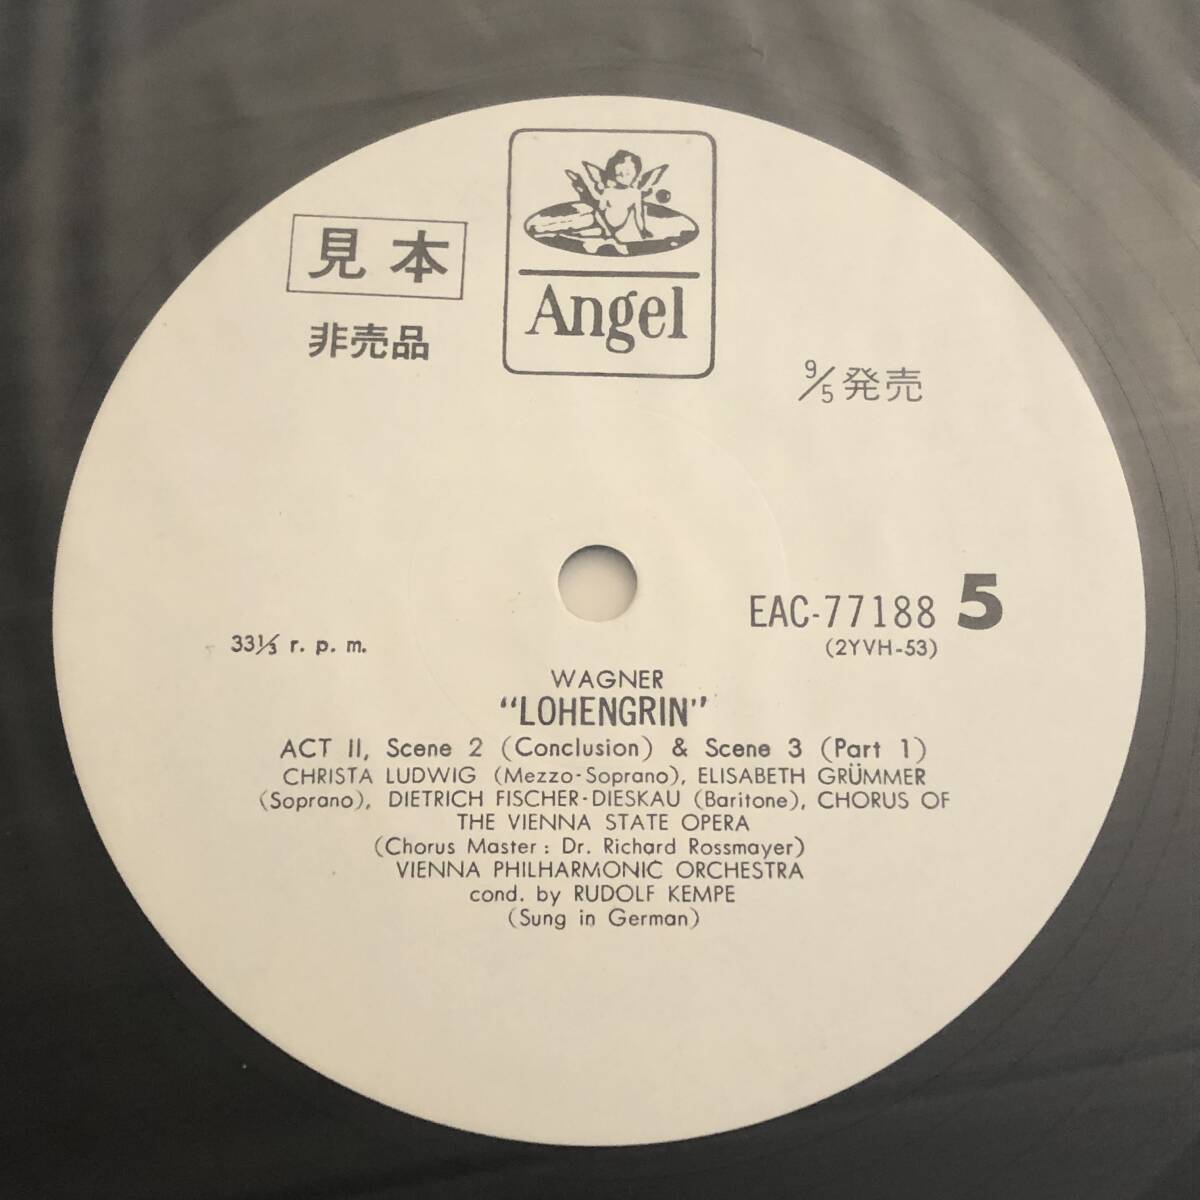 見本
非売品
Angel
9/5発売
EAC-77188 5
(2YVH-53)
33⅓ r. p. m.
WAGNER
"LOHENGRIN"
ACT II, Scene 2 (Conclusion) & Scene 3 (Part 1)
CHRISTA LUDWIG (Mezzo-Soprano), ELISABETH GRÜMMER
(Soprano), DIETRICH FISCHER-DIESKAU (Baritone), CHORUS OF
THE VIENNA STATE OPERA
(Chorus Master : Dr. Richard Rossmayer)
VIENNA PHILHARMONIC ORCHESTRA
cond. by RUDOLF KEMPE
(Sung in German)